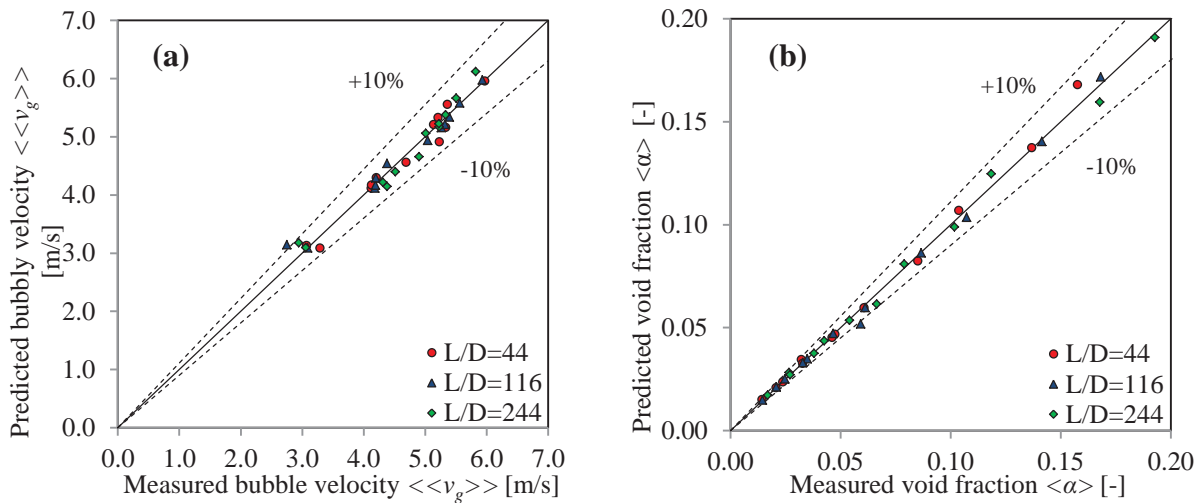 (a)
+10%
-10%
L/D=44
L/D=116
L/D=244
7.0
6.0
5.0
4.0
3.0
2.0
1.0
0.0
0.0 1.0 2.0 3.0 4.0 5.0 6.0 7.0
Predicted bubbly velocity <<v_g>>
[m/s]
Measured bubble velocity <<v_g>> [m/s]
(b)
+10%
-10%
L/D=44
L/D=116
L/D=244
0.20
0.15
0.10
0.05
0.00
0.00 0.05 0.10 0.15 0.20
Predicted void fraction <α> [-]
Measured void fraction <α> [-]